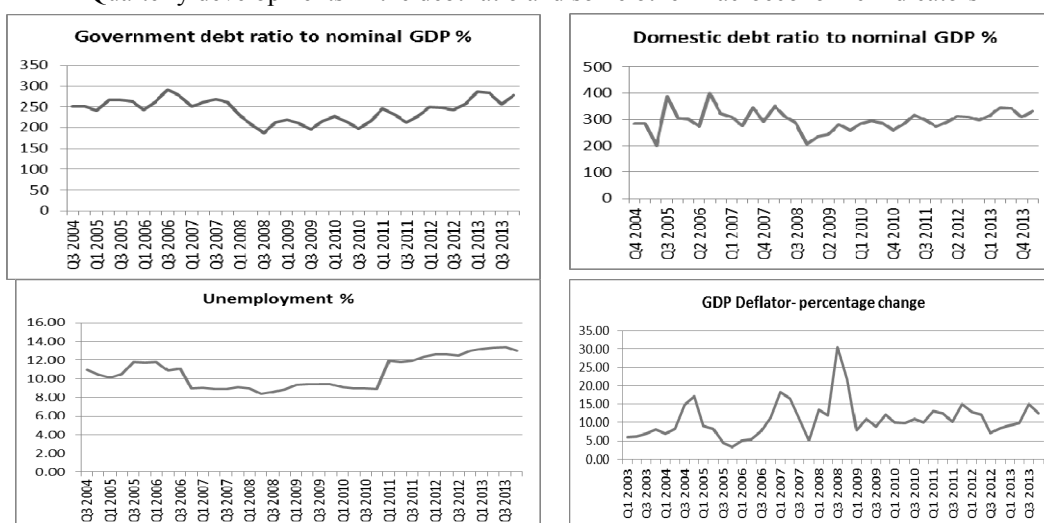 Quarterly developments in the debt ratio and some other macroeconomic indicators
Government debt ratio to nominal GDP %
350
300
250
200
150
100
50
0
Q3 2004
Q1 2005
Q3 2005
Q1 2006
Q3 2006
Q1 2007
Q3 2007
Q1 2008
Q3 2008
Q1 2009
Q3 2009
Q1 2010
Q3 2010
Q1 2011
Q3 2011
Q1 2012
Q3 2012
Q1 2013
Q3 2013
Domestic debt ratio to nominal GDP %
500
400
300
200
100
0
Q4 2004
Q3 2005
Q2 2006
Q1 2007
Q4 2007
Q3 2008
Q2 2009
Q1 2010
Q4 2010
Q3 2011
Q2 2012
Q1 2013
Q4 2013
Unemployment %
16.00
14.00
12.00
10.00
8.00
6.00
4.00
2.00
0.00
Q3 2004
Q1 2005
Q3 2005
Q1 2006
Q3 2006
Q1 2007
Q3 2007
Q1 2008
Q3 2008
Q1 2009
Q3 2009
Q1 2010
Q3 2010
Q1 2011
Q3 2011
Q1 2012
Q3 2012
Q1 2013
Q3 2013
GDP Deflator- percentage change
35.00
30.00
25.00
20.00
15.00
10.00
5.00
0.00
Q1 2003
Q3 2003
Q1 2004
Q3 2004
Q1 2005
Q3 2005
Q1 2006
Q3 2006
Q1 2007
Q3 2007
Q1 2008
Q3 2008
Q1 2009
Q3 2009
Q1 2010
Q3 2010
Q1 2011
Q3 2011
Q1 2012
Q3 2012
Q1 2013
Q3 2013